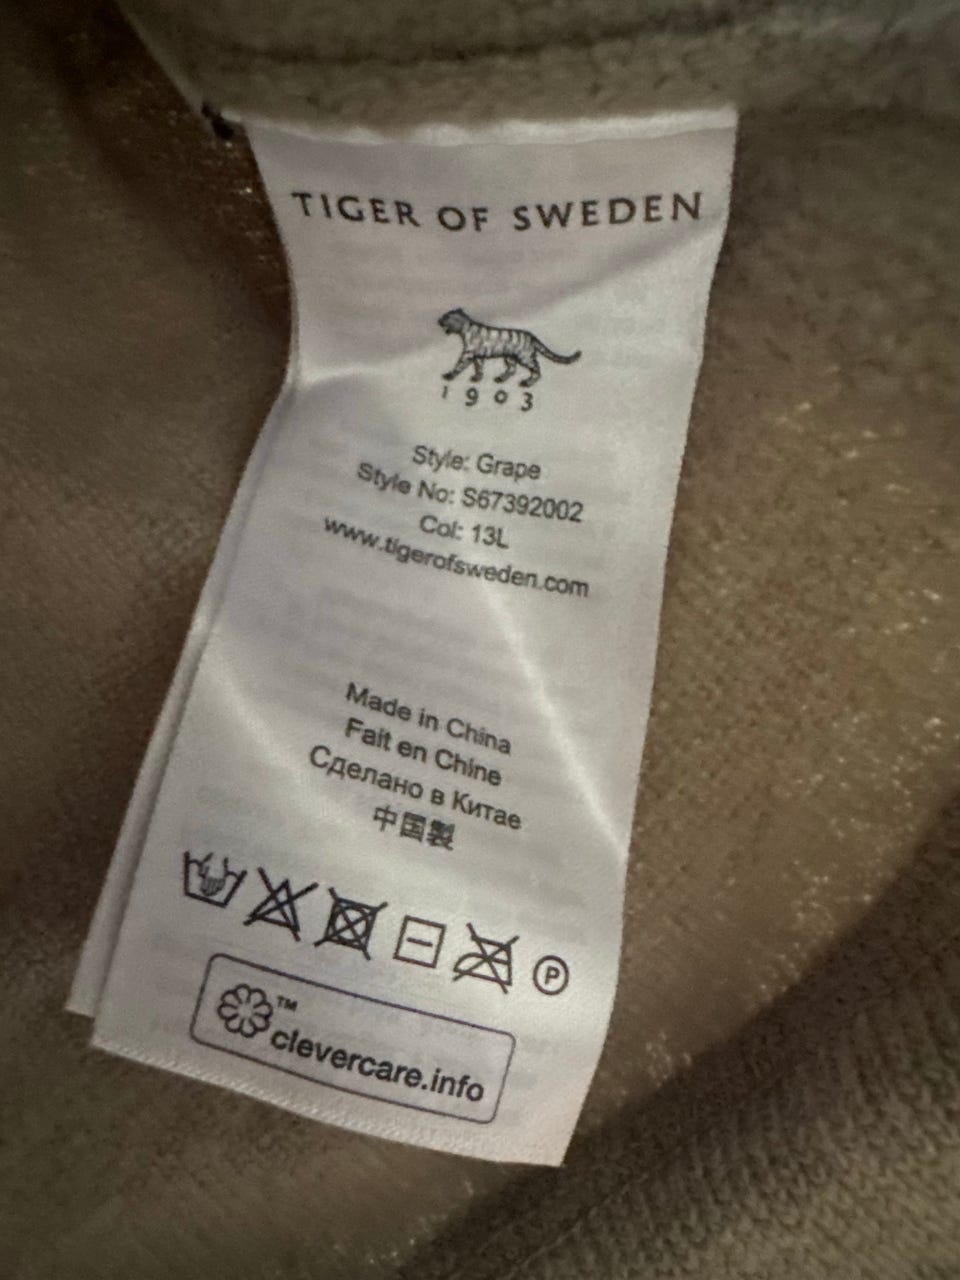 TIGER OF SWEDEN
1903
Style: Grape
Style No: S67392002
Col: 13L
www.tigerofsweden.com
Made in China
Fait en Chine
Сделано в Китае
中国製
P
™
clevercare.info